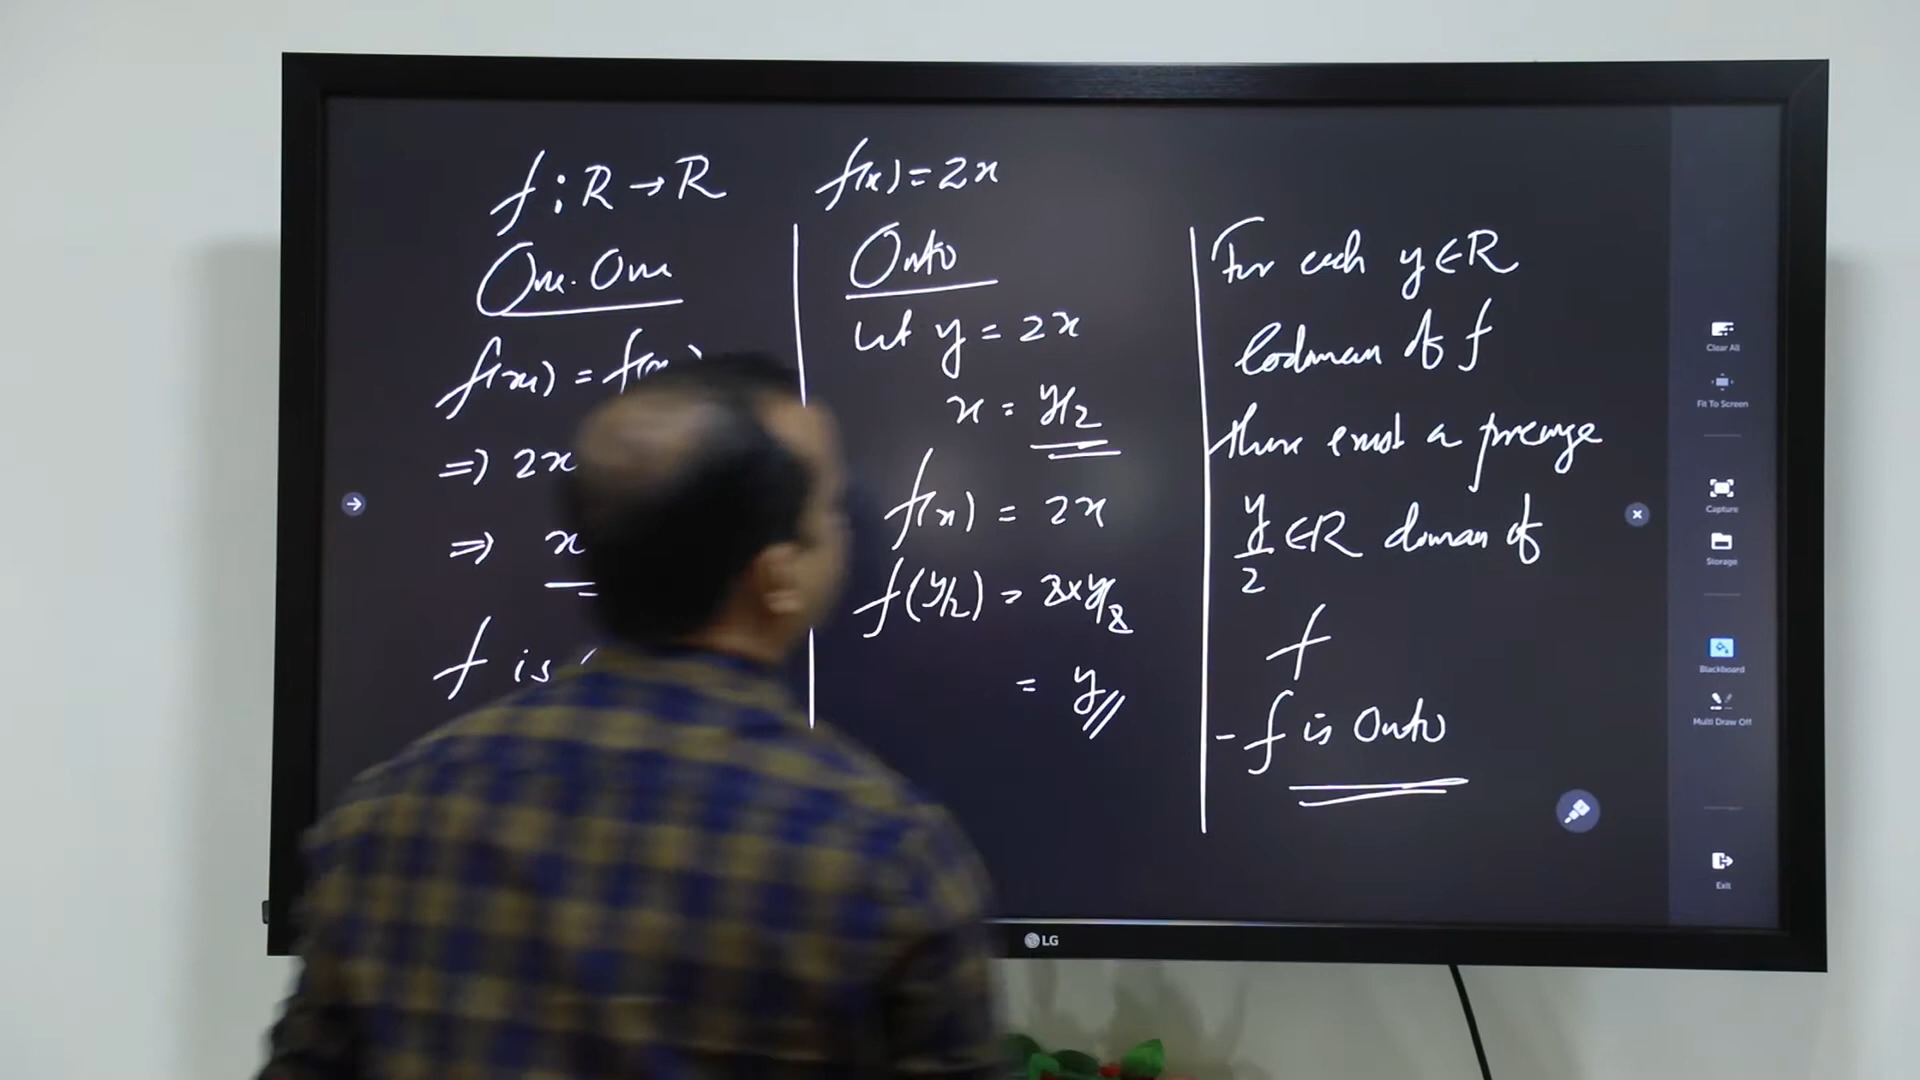 f : R → R
f(x) = 2x
One-One
f(x₁) = f(x
⇒ 2x
⇒ x
f is
Onto
Let y = 2x
x = y/2
f(x) = 2x
f(y/2) = 2×y/2
= y
For each y ∈ R
Codomain of f
there exist a preimage
y/2 ∈ R domain of
f
- f is Onto
Clear All
Fit To Screen
Capture
Storage
Blackboard
Multi Draw Off
Exit
LG